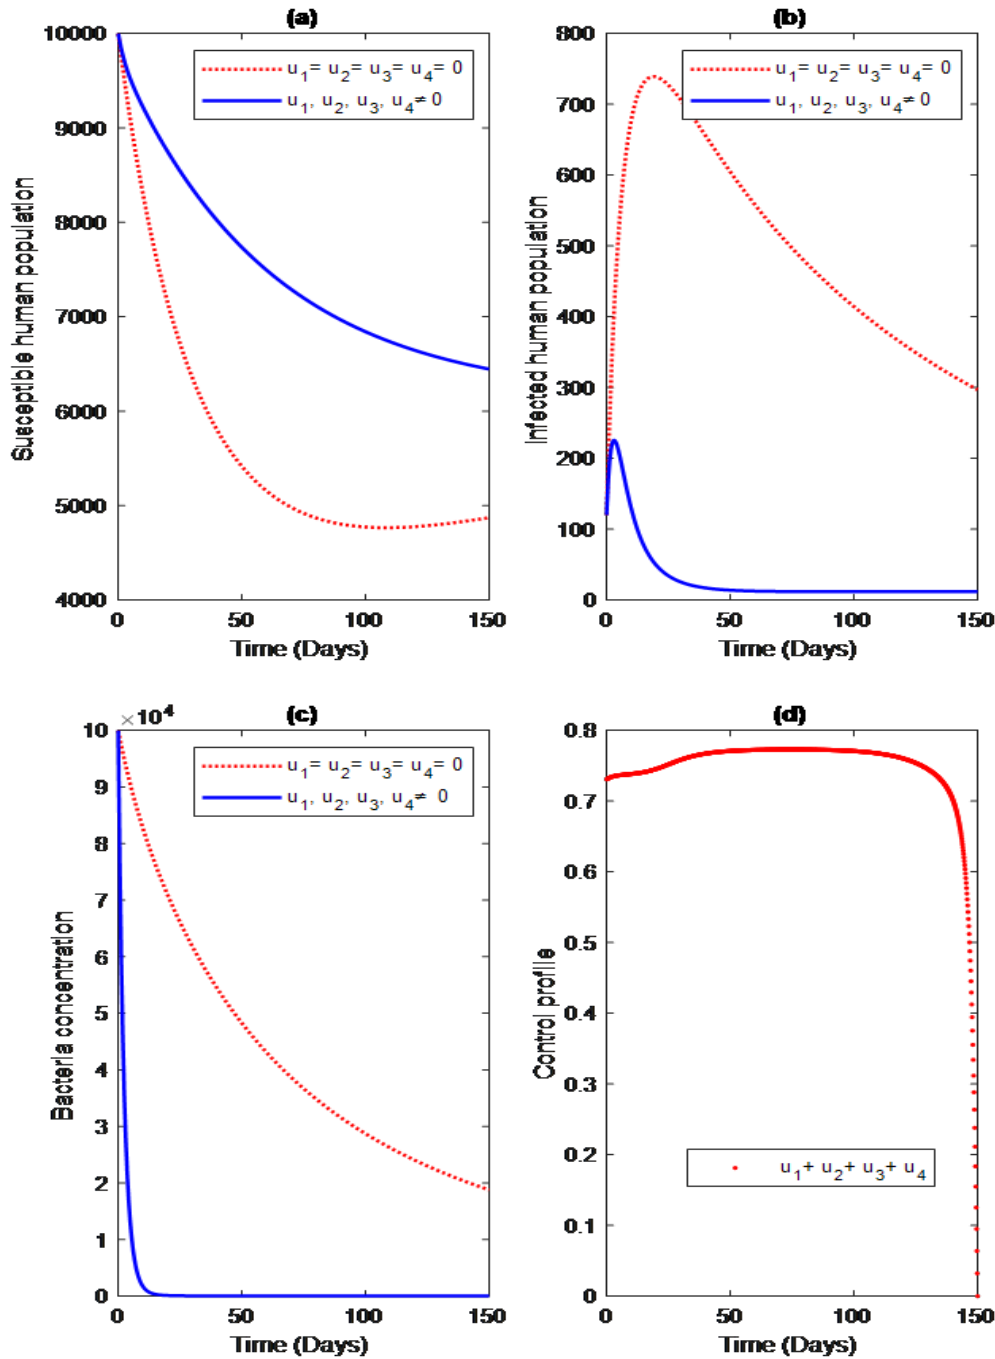 (a)
10000
9000
8000
7000
6000
5000
4000
Susceptible human population
u1= u2= u3= u4= 0
u1, u2, u3, u4≠ 0
0 50 100 150
Time (Days)
(b)
800
700
600
500
400
300
200
100
0
Infected human population
u1= u2= u3= u4= 0
u1, u2, u3, u4≠ 0
0 50 100 150
Time (Days)
(c)
× 10^4
10
9
8
7
6
5
4
3
2
1
0
Bacteria concentration
u1= u2= u3= u4= 0
u1, u2, u3, u4≠ 0
0 50 100 150
Time (Days)
(d)
0.8
0.7
0.6
0.5
0.4
0.3
0.2
0.1
0
Control profile
u1+ u2+ u3+ u4
0 50 100 150
Time (Days)